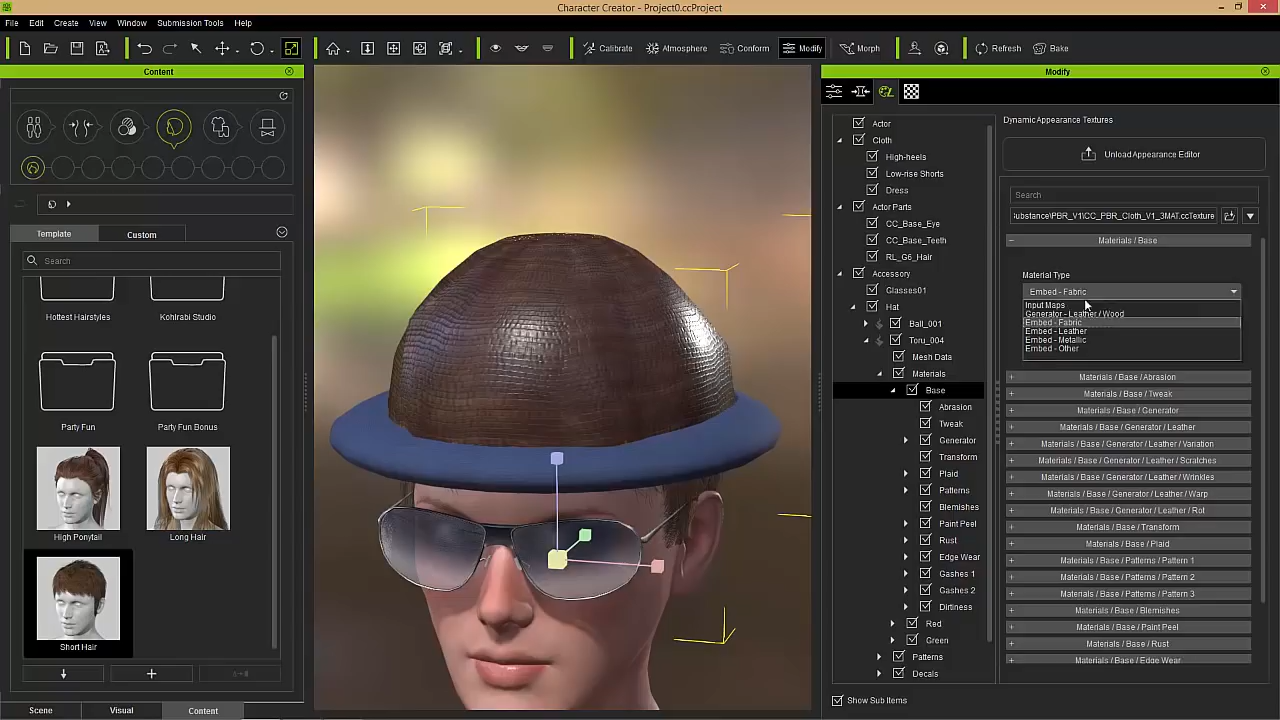 Character Creator - Project0.ccProject
File Edit Create View Window Submission Tools Help
Calibrate Atmosphere Conform Modify Morph Refresh Bake
Content
Template Custom
Search
Hottest Hairstyles Kohlrabi Studio
Party Fun Party Fun Bonus
High Ponytail Long Hair
Short Hair
Scene Visual Content
Modify
Actor
Cloth
High-heels
Low-rise Shorts
Dress
Actor Parts
CC_Base_Eye
CC_Base_Teeth
RL_G6_Hair
Accessory
Glasses01
Hat
Ball_001
Toru_004
Mesh Data
Materials
Base
Abrasion
Tweak
Generator
Transform
Plaid
Patterns
Blemishes
Paint Peel
Rust
Edge Wear
Gashes 1
Gashes 2
Dirtiness
Red
Green
Patterns
Decals
Show Sub Items
Dynamic Appearance Textures
Unload Appearance Editor
Search
ubstance\PBR_V1\CC_PBR_Cloth_V1_3MAT.ccTexture
Materials / Base
Material Type
Embed - Fabric
Input Maps
Generator - Leather / Wood
Embed - Fabric
Embed - Leather
Embed - Metallic
Embed - Other
Materials / Base / Abrasion
Materials / Base / Tweak
Materials / Base / Generator
Materials / Base / Generator / Leather
Materials / Base / Generator / Leather / Variation
Materials / Base / Generator / Leather / Scratches
Materials / Base / Generator / Leather / Wrinkles
Materials / Base / Generator / Leather / Warp
Materials / Base / Generator / Leather / Rot
Materials / Base / Transform
Materials / Base / Plaid
Materials / Base / Patterns / Pattern 1
Materials / Base / Patterns / Pattern 2
Materials / Base / Patterns / Pattern 3
Materials / Base / Blemishes
Materials / Base / Paint Peel
Materials / Base / Rust
Materials / Base / Edge Wear